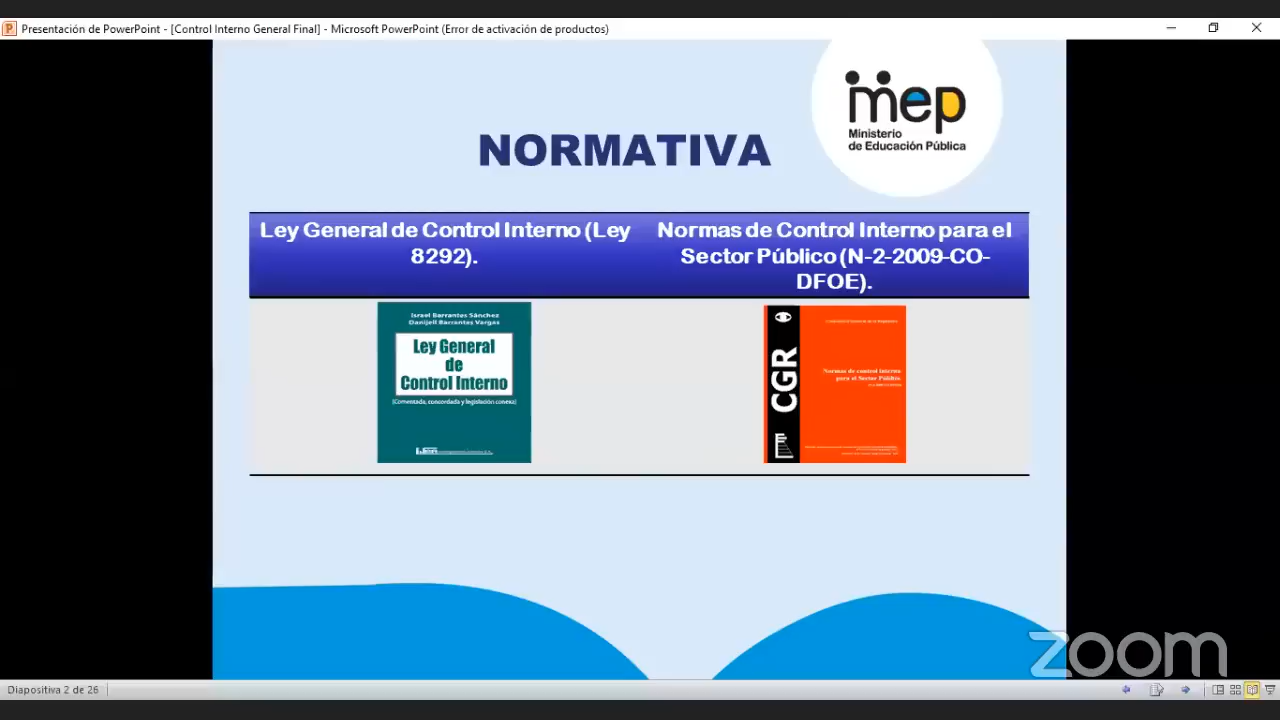 Presentación de PowerPoint - [Control Interno General Final] - Microsoft PowerPoint (Error de activación de productos)
mep
Ministerio
de Educación Pública
NORMATIVA
Ley General de Control Interno (Ley
8292).
Normas de Control Interno para el
Sector Público (N-2-2009-CO-
DFOE).
Israel Barrantes Sánchez
Danijell Barrantes Vargas
Ley General
de
Control Interno
(Comentada, concordada y legislación conexa)
CGR
Normas de control interno
para el Sector Público
zoom
Diapositiva 2 de 26